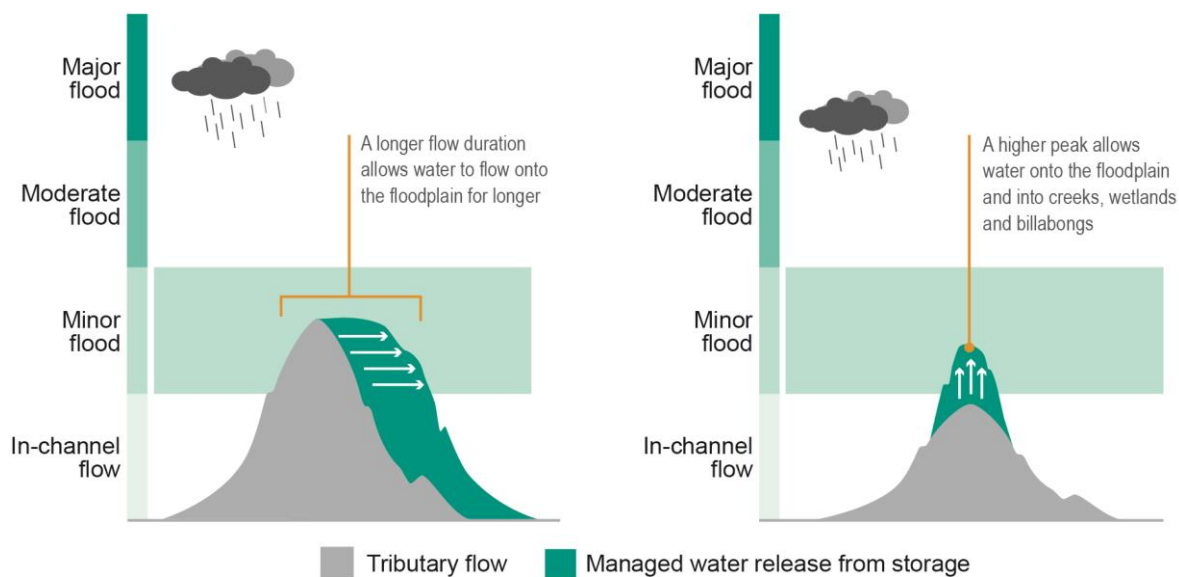 Major
flood
Moderate
flood
Minor
flood
In-channel
flow
A longer flow duration
allows water to flow onto
the floodplain for longer
Major
flood
Moderate
flood
Minor
flood
In-channel
flow
A higher peak allows
water onto the floodplain
and into creeks, wetlands
and billabongs
Tributary flow
Managed water release from storage